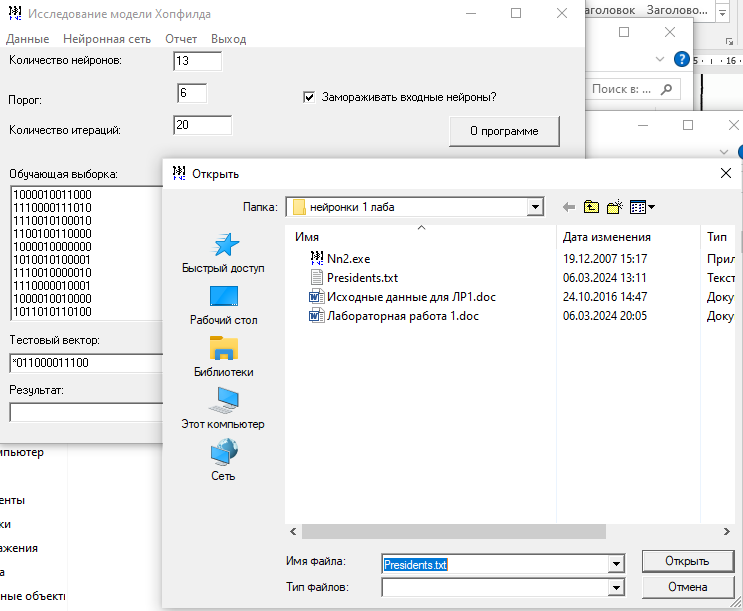 Исследование модели Хопфилда
Данные Нейронная сеть Отчет Выход
Количество нейронов: 13
Порог: 6
Замораживать входные нейроны?
Количество итераций: 20
О программе
Обучающая выборка:
1000010011000
1110000111010
1110010100010
1100100110000
1000010000000
1010010100001
1110010000010
1110000010001
1000010010000
1011010110100
Тестовый вектор:
*011000011100
Результат:
аголовок Заголово...
5 · 16 ·
Поиск в: ...
Открыть
Папка: нейронки 1 лаба
Имя Дата изменения Тип
Nn2.exe 19.12.2007 15:17 При
Presidents.txt 06.03.2024 13:11 Текст
Исходные данные для ЛР1.doc 24.10.2016 14:47 Доку
Лабораторная работа 1.doc 06.03.2024 20:05 Доку
Быстрый доступ
Рабочий стол
Библиотеки
Этот компьютер
Сеть
Имя файла: Presidents.txt Открыть
Тип файлов: Отмена
мпьютер
енты
ки
ажения
а
ные объекты